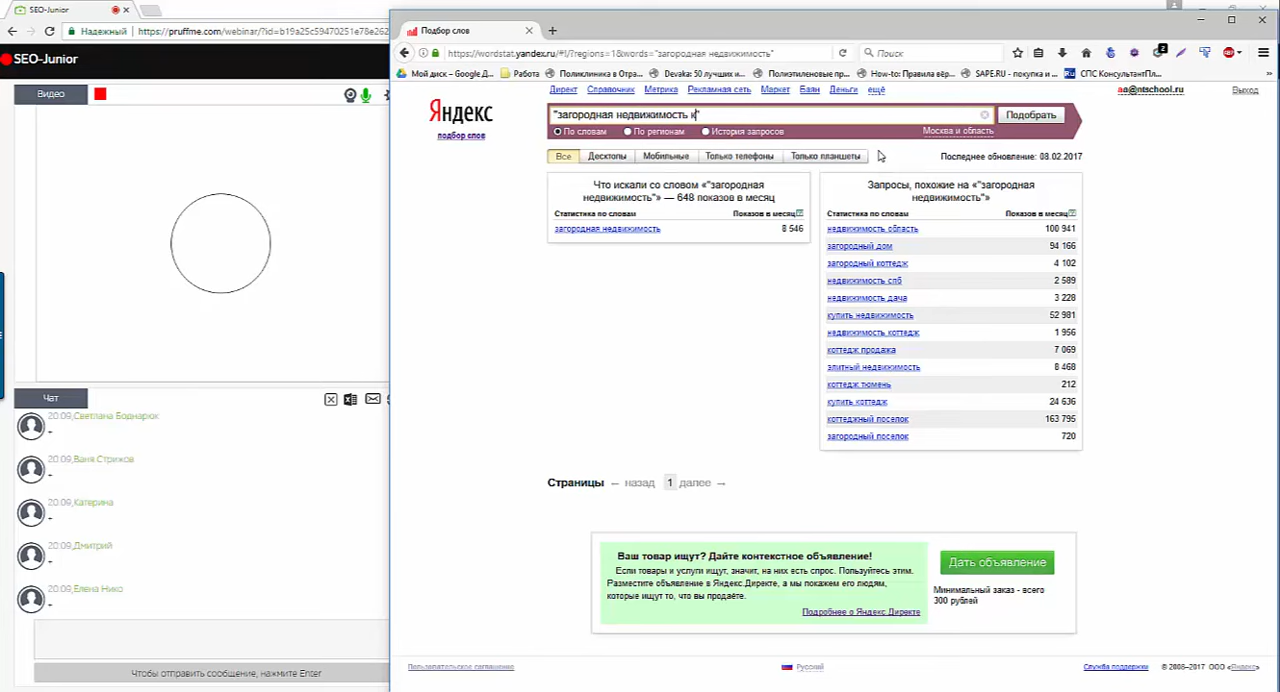 SEO-Junior
Надежный
https://pruffme.com/webinar/?id=b19a25c59470251e78e262
SEO-Junior
Видео
Чат
20:09,Светлана Боднарюк
-
20:09,Ваня Стрижов
-
20:09,Катерина
-
20:09,Дмитрий
-
20:09,Елена Нико
-
Чтобы отправить сообщение, нажмите Enter
Подбор слов
https://wordstat.yandex.ru/#!/?regions=1&words="загородная недвижимость"
Поиск
2
Мой диск – Google Д...
Работа
Поликлиника в Отра...
Devaka: 50 лучших и...
Полиэтиленовые пр...
How-to: Правила вёр...
SAPE.RU - покупка и ...
СПС КонсультантПл...
Директ Справочник Метрика Рекламная сеть Маркет Баян Деньги ещё
aa@ntschool.ru
Выход
Яндекс
подбор слов
"загородная недвижимость к"
Подобрать
По словам По регионам История запросов
Москва и область
Все Десктопы Мобильные Только телефоны Только планшеты
Последнее обновление: 08.02.2017
Что искали со словом «"загородная
недвижимость"» — 648 показов в месяц
Статистика по словам Показов в месяц
загородная недвижимость 8 546
Запросы, похожие на «"загородная
недвижимость"»
Статистика по словам Показов в месяц
недвижимость область 100 941
загородный дом 94 166
загородный коттедж 4 102
недвижимость спб 2 589
недвижимость дача 3 228
купить недвижимость 52 981
недвижимость коттедж 1 956
коттедж продажа 7 069
элитный недвижимость 8 468
коттедж тюмень 212
купить коттедж 24 636
коттеджный поселок 163 795
загородный поселок 720
Страницы ← назад 1 далее →
Ваш товар ищут? Дайте контекстное объявление!
Если товары и услуги ищут, значит, на них есть спрос. Пользуйтесь этим.
Разместите объявление в Яндекс.Директе, а мы покажем его людям,
которые ищут то, что вы продаёте.
Подробнее о Яндекс.Директе
Дать объявление
Минимальный заказ - всего
300 рублей
Пользовательское соглашение
Русский
Служба поддержки
© 2008–2017 ООО «Яндекс»